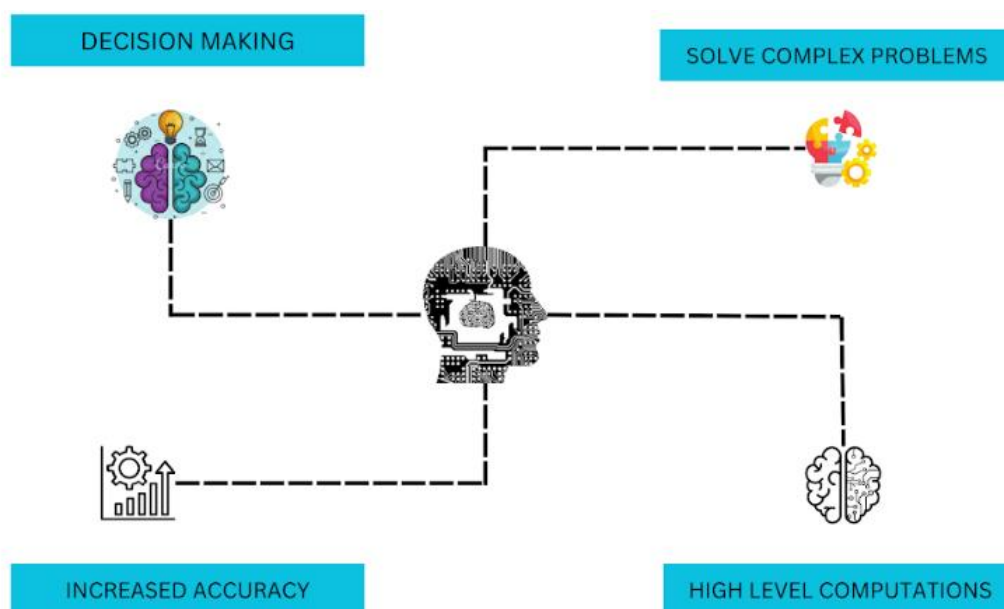 DECISION MAKING
SOLVE COMPLEX PROBLEMS
INCREASED ACCURACY
HIGH LEVEL COMPUTATIONS